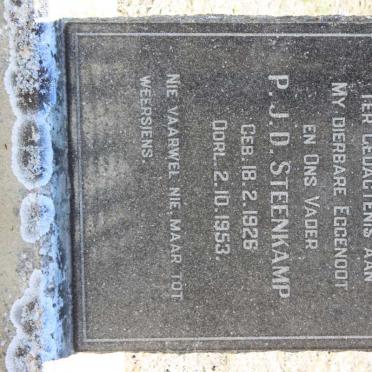 TER GEDAGTENIS AAN
MY DIERBARE EGGENOOT
EN ONS VADER
P. J. D. STEENKAMP
GEB. 18. 2. 1926
OORL. 2. 10. 1953.
NIE VAARWEL NIE, MAAR TOT
WEERSIENS.